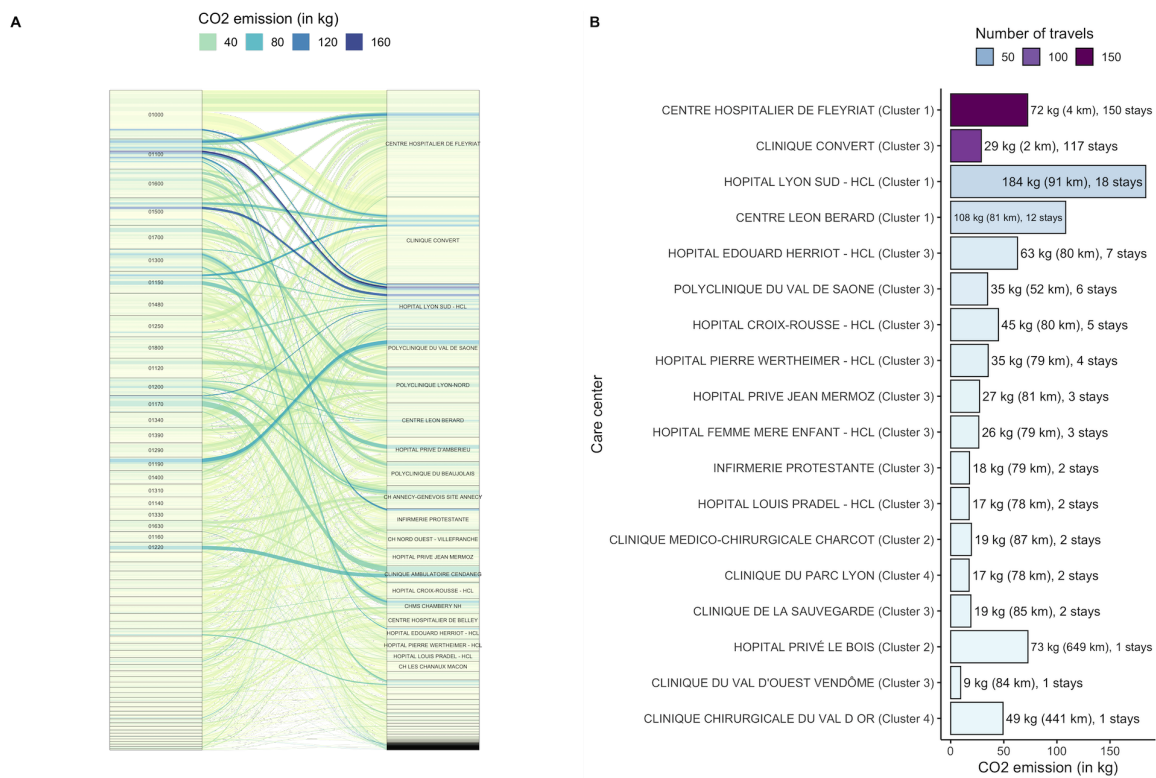 A
CO2 emission (in kg)
40 80 120 160
01000
01100
01600
01500
01700
01300
01150
01480
01250
01800
01120
01200
01170
01340
01390
01290
01190
01400
01310
01140
01330
01630
01160
01220
CENTRE HOSPITALIER DE FLEYRIAT
CLINIQUE CONVERT
HOPITAL LYON SUD - HCL
POLYCLINIQUE DU VAL DE SAONE
POLYCLINIQUE LYON-NORD
CENTRE LEON BERARD
HOPITAL PRIVE D'AMBERIEU
POLYCLINIQUE DU BEAUJOLAIS
CH ANNECY-GENEVOIS SITE ANNECY
INFIRMERIE PROTESTANTE
CH NORD OUEST - VILLEFRANCHE
HOPITAL PRIVE JEAN MERMOZ
CLINIQUE AMBULATOIRE CENDANEG
HOPITAL CROIX-ROUSSE - HCL
CHMS CHAMBERY NH
CENTRE HOSPITALIER DE BELLEY
HOPITAL EDOUARD HERRIOT - HCL
HOPITAL PIERRE WERTHEIMER - HCL
HOPITAL LOUIS PRADEL - HCL
CH LES CHANAUX MACON
B
Number of travels
50 100 150
Care center
CENTRE HOSPITALIER DE FLEYRIAT (Cluster 1) 72 kg (4 km), 150 stays
CLINIQUE CONVERT (Cluster 3) 29 kg (2 km), 117 stays
HOPITAL LYON SUD - HCL (Cluster 1) 184 kg (91 km), 18 stays
CENTRE LEON BERARD (Cluster 1) 108 kg (81 km), 12 stays
HOPITAL EDOUARD HERRIOT - HCL (Cluster 3) 63 kg (80 km), 7 stays
POLYCLINIQUE DU VAL DE SAONE (Cluster 3) 35 kg (52 km), 6 stays
HOPITAL CROIX-ROUSSE - HCL (Cluster 3) 45 kg (80 km), 5 stays
HOPITAL PIERRE WERTHEIMER - HCL (Cluster 3) 35 kg (79 km), 4 stays
HOPITAL PRIVE JEAN MERMOZ (Cluster 3) 27 kg (81 km), 3 stays
HOPITAL FEMME MERE ENFANT - HCL (Cluster 3) 26 kg (79 km), 3 stays
INFIRMERIE PROTESTANTE (Cluster 3) 18 kg (79 km), 2 stays
HOPITAL LOUIS PRADEL - HCL (Cluster 3) 17 kg (78 km), 2 stays
CLINIQUE MEDICO-CHIRURGICALE CHARCOT (Cluster 2) 19 kg (87 km), 2 stays
CLINIQUE DU PARC LYON (Cluster 4) 17 kg (78 km), 2 stays
CLINIQUE DE LA SAUVEGARDE (Cluster 3) 19 kg (85 km), 2 stays
HOPITAL PRIVÉ LE BOIS (Cluster 2) 73 kg (649 km), 1 stays
CLINIQUE DU VAL D'OUEST VENDÔME (Cluster 3) 9 kg (84 km), 1 stays
CLINIQUE CHIRURGICALE DU VAL D OR (Cluster 4) 49 kg (441 km), 1 stays
0 50 100 150
CO2 emission (in kg)